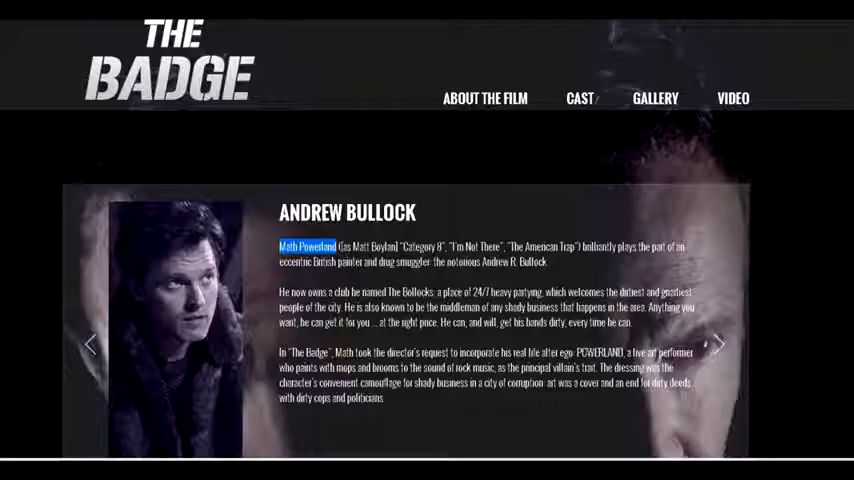 THE
BADGE
ABOUT THE FILM CAST GALLERY VIDEO
ANDREW BULLOCK
Math Powerland ([as Matt Boylan] "Category 8", "I'm Not There", "The American Trap") brilliantly plays the part of an
eccentric British painter and drug smuggler: the notorious Andrew R. Bullock.
He now owns a club he named The Bollocks: a place of 24/7 heavy partying, which welcomes the dirtiest and gnarliest
people of the city. He is also known to be the middleman of any shady business that happens in the area. Anything you
want, he can get it for you ... at the right price. He can, and will, get his hands dirty, every time he can.
In "The Badge", Math took the director's request to incorporate his real life alter ego: POWERLAND, a live art performer
who paints with mops and brooms to the sound of rock music, as the principal villain's trait. The dressing was the
character's convenient camouflage for shady business in a city of corruption: art was a cover and an end for dirty deeds
with dirty cops and politicians.